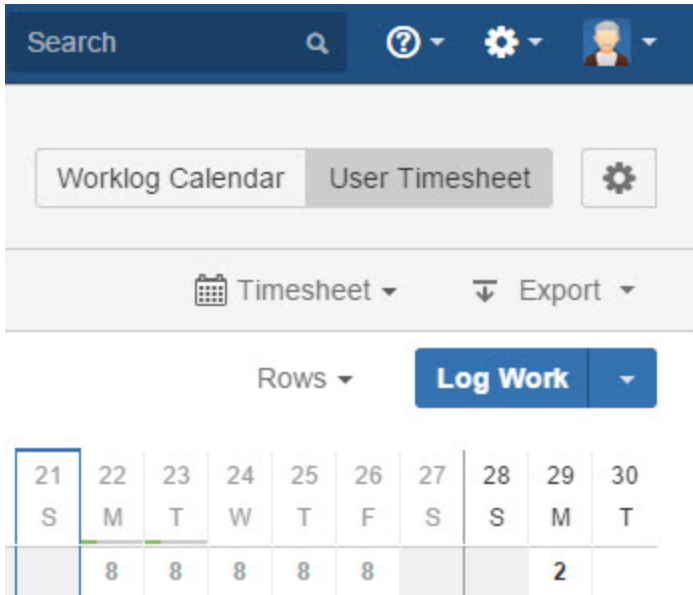 Search
Worklog Calendar User Timesheet
Timesheet Export
Rows Log Work
21 22 23 24 25 26 27 28 29 30
S M T W T F S S M T
8 8 8 8 8 2